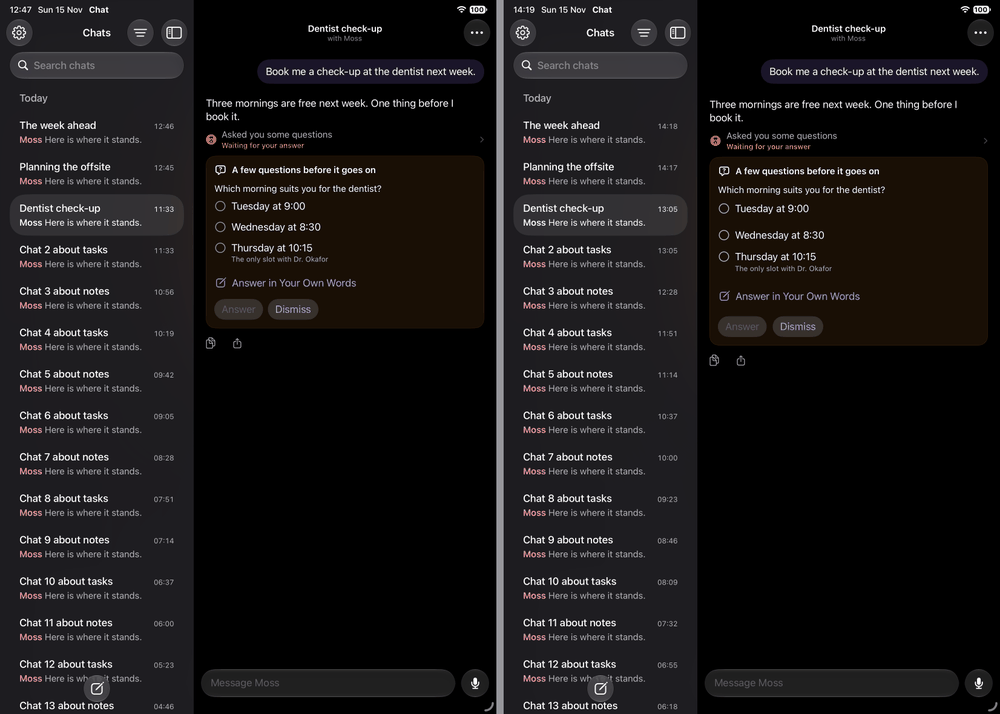 12:47 Sun 15 Nov Chat
100
Chats
Search chats
Today
The week ahead 12:46
Moss Here is where it stands.
Planning the offsite 12:45
Moss Here is where it stands.
Dentist check-up 11:33
Moss Here is where it stands.
Chat 2 about tasks 11:33
Moss Here is where it stands.
Chat 3 about notes 10:56
Moss Here is where it stands.
Chat 4 about tasks 10:19
Moss Here is where it stands.
Chat 5 about notes 09:42
Moss Here is where it stands.
Chat 6 about tasks 09:05
Moss Here is where it stands.
Chat 7 about notes 08:28
Moss Here is where it stands.
Chat 8 about tasks 07:51
Moss Here is where it stands.
Chat 9 about notes 07:14
Moss Here is where it stands.
Chat 10 about tasks 06:37
Moss Here is where it stands.
Chat 11 about notes 06:00
Moss Here is where it stands.
Chat 12 about tasks 05:23
Moss Here is where it stands.
Chat 13 about notes 04:46
Dentist check-up
with Moss
Book me a check-up at the dentist next week.
Three mornings are free next week. One thing before I
book it.
Asked you some questions
Waiting for your answer
A few questions before it goes on
Which morning suits you for the dentist?
Tuesday at 9:00
Wednesday at 8:30
Thursday at 10:15
The only slot with Dr. Okafor
Answer in Your Own Words
Answer Dismiss
Message Moss
14:19 Sun 15 Nov Chat
100
Chats
Search chats
Today
The week ahead 14:18
Moss Here is where it stands.
Planning the offsite 14:17
Moss Here is where it stands.
Dentist check-up 13:05
Moss Here is where it stands.
Chat 2 about tasks 13:05
Moss Here is where it stands.
Chat 3 about notes 12:28
Moss Here is where it stands.
Chat 4 about tasks 11:51
Moss Here is where it stands.
Chat 5 about notes 11:14
Moss Here is where it stands.
Chat 6 about tasks 10:37
Moss Here is where it stands.
Chat 7 about notes 10:00
Moss Here is where it stands.
Chat 8 about tasks 09:23
Moss Here is where it stands.
Chat 9 about notes 08:46
Moss Here is where it stands.
Chat 10 about tasks 08:09
Moss Here is where it stands.
Chat 11 about notes 07:32
Moss Here is where it stands.
Chat 12 about tasks 06:55
Moss Here is where it stands.
Chat 13 about notes 06:18
Dentist check-up
with Moss
Book me a check-up at the dentist next week.
Three mornings are free next week. One thing before I
book it.
Asked you some questions
Waiting for your answer
A few questions before it goes on
Which morning suits you for the dentist?
Tuesday at 9:00
Wednesday at 8:30
Thursday at 10:15
The only slot with Dr. Okafor
Answer in Your Own Words
Answer Dismiss
Message Moss